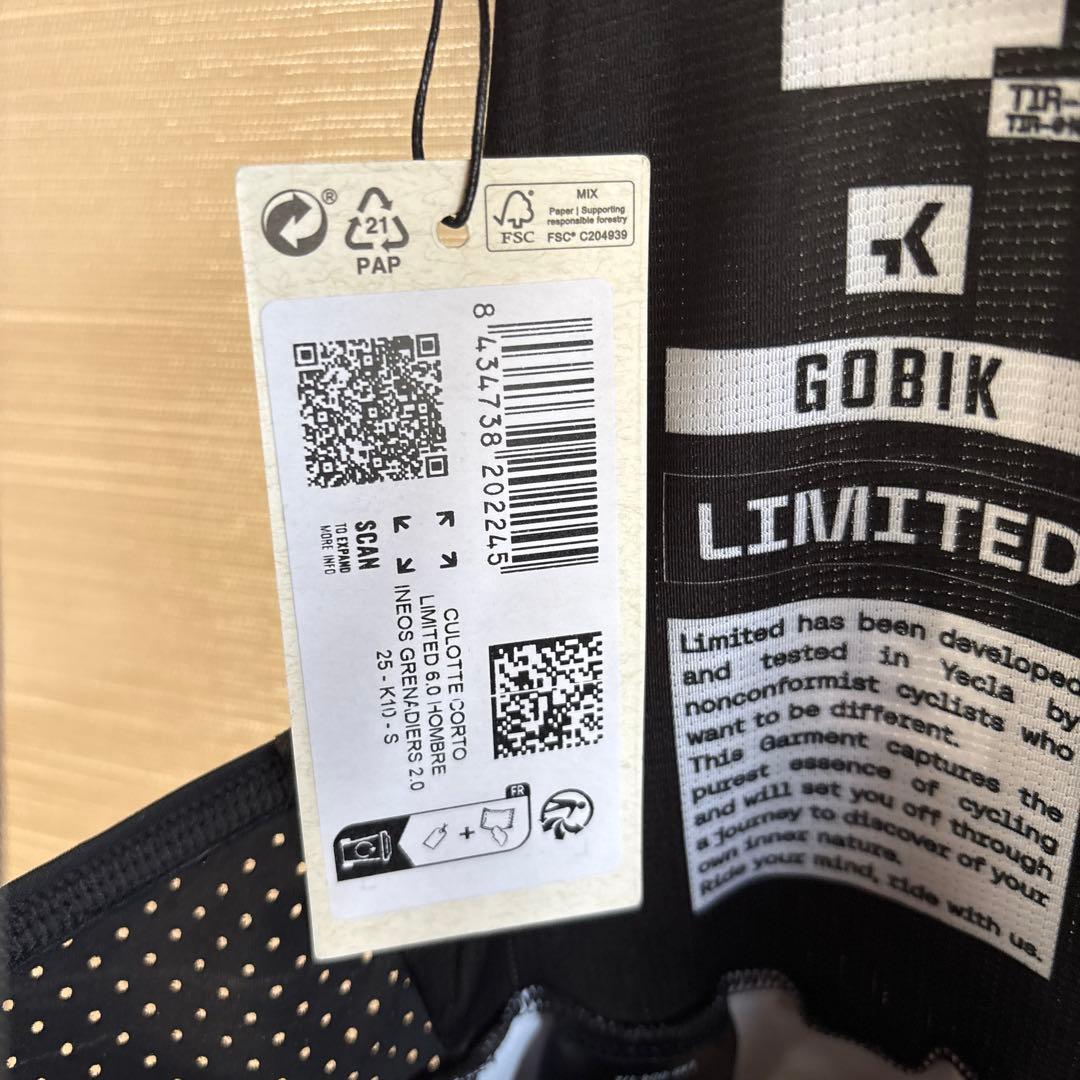 21
PAP
®
FSC
MIX
Paper | Supporting
responsible forestry
FSC® C204939
8 434738 202245
SCAN
TO EXPAND
MORE INFO
CULOTTE CORTO
LIMITED 6.0 HOMBRE
INEOS GRENADIERS 2.0
25 - K10 - S
FR
+
TIR-
GOBIK
LIMITED
Limited has been developed
and tested in Yecla by
nonconformist cyclists who
want to be different.
This Garment captures the
purest essence of cycling
and will set you off through
a journey to discover of your
own inner nature.
Ride your mind, ride with us.